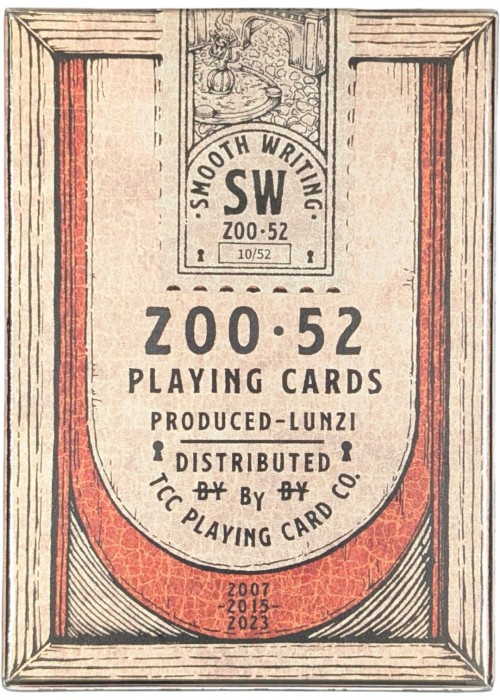 ·SMOOTH WRITING·
SW
ZOO·52
10/52
ZOO·52
PLAYING CARDS
PRODUCED-LUNZI
DISTRIBUTED
BY BY BY
TCC PLAYING CARD CO.
2007
-2015-
2023